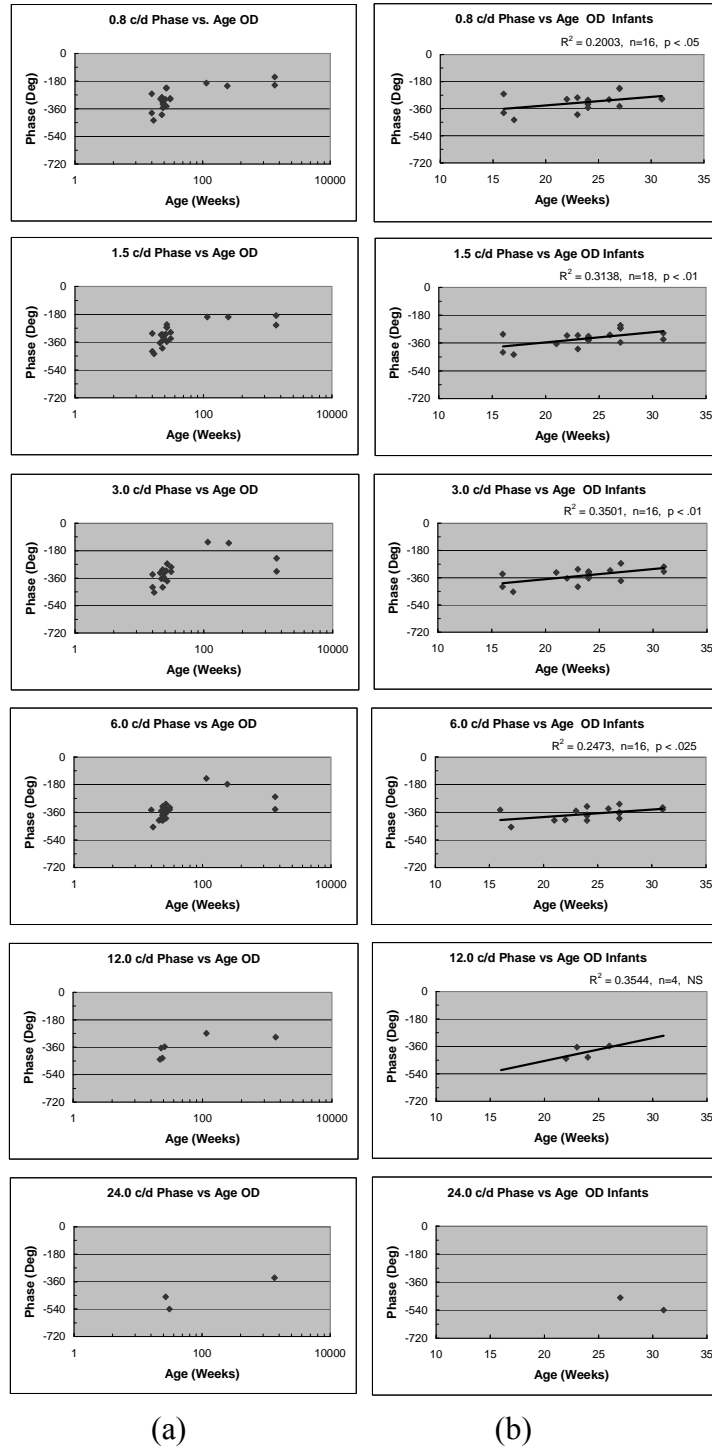 0.8 c/d Phase vs. Age OD
Phase (Deg)
0
-180
-360
-540
-720
1 100 10000
Age (Weeks)
0.8 c/d Phase vs Age OD Infants
R² = 0.2003, n=16, p < .05
Phase (Deg)
0
-180
-360
-540
-720
10 15 20 25 30 35
Age (Weeks)
1.5 c/d Phase vs Age OD
Phase (Deg)
0
-180
-360
-540
-720
1 100 10000
Age (Weeks)
1.5 c/d Phase vs Age OD Infants
R² = 0.3138, n=18, p < .01
Phase (Deg)
0
-180
-360
-540
-720
10 15 20 25 30 35
Age (Weeks)
3.0 c/d Phase vs Age OD
Phase (Deg)
0
-180
-360
-540
-720
1 100 10000
Age (Weeks)
3.0 c/d Phase vs Age OD Infants
R² = 0.3501, n=16, p < .01
Phase (Deg)
0
-180
-360
-540
-720
10 15 20 25 30 35
Age (Weeks)
6.0 c/d Phase vs Age OD
Phase (Deg)
0
-180
-360
-540
-720
1 100 10000
Age (Weeks)
6.0 c/d Phase vs Age OD Infants
R² = 0.2473, n=16, p < .025
Phase (Deg)
0
-180
-360
-540
-720
10 15 20 25 30 35
Age (Weeks)
12.0 c/d Phase vs Age OD
Phase (Deg)
0
-180
-360
-540
-720
1 100 10000
Age (Weeks)
12.0 c/d Phase vs Age OD Infants
R² = 0.3544, n=4, NS
Phase (Deg)
0
-180
-360
-540
-720
10 15 20 25 30 35
Age (Weeks)
24.0 c/d Phase vs Age OD
Phase (Deg)
0
-180
-360
-540
-720
1 100 10000
Age (Weeks)
24.0 c/d Phase vs Age OD Infants
Phase (Deg)
0
-180
-360
-540
-720
10 15 20 25 30 35
Age (Weeks)
(a) (b)